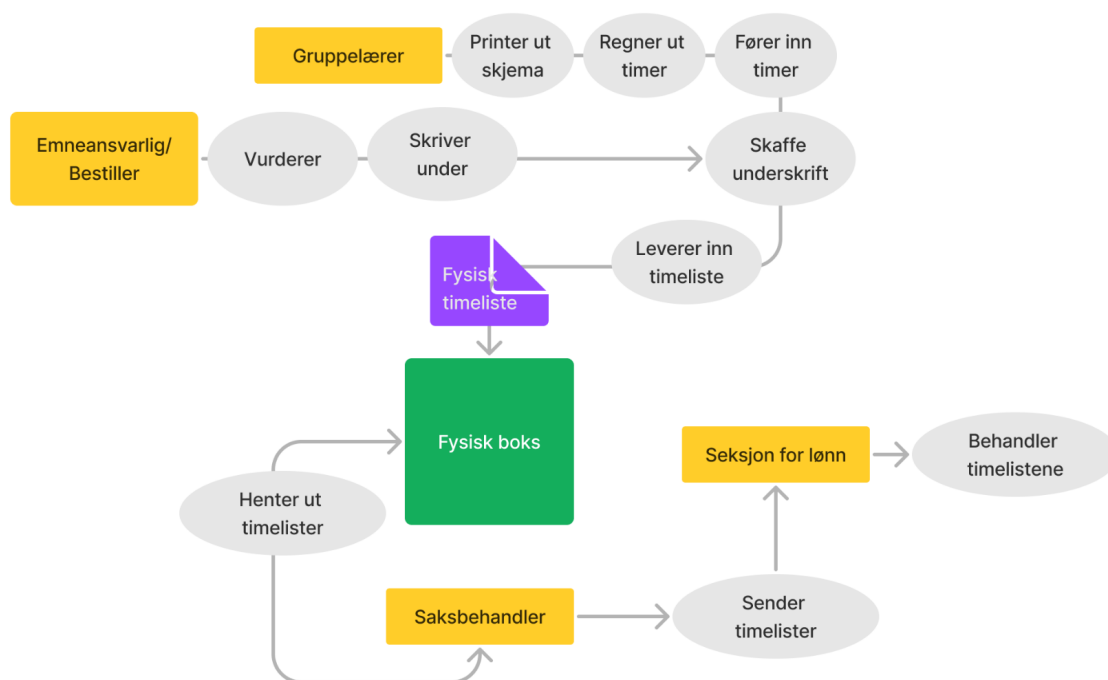 Gruppelærer
Printer ut
skjema
Regner ut
timer
Fører inn
timer
Emneansvarlig/
Bestiller
Vurderer
Skriver
under
Skaffe
underskrift
Leverer inn
timeliste
Fysisk
timeliste
Fysisk boks
Seksjon for lønn
Behandler
timelistene
Henter ut
timelister
Saksbehandler
Sender
timelister